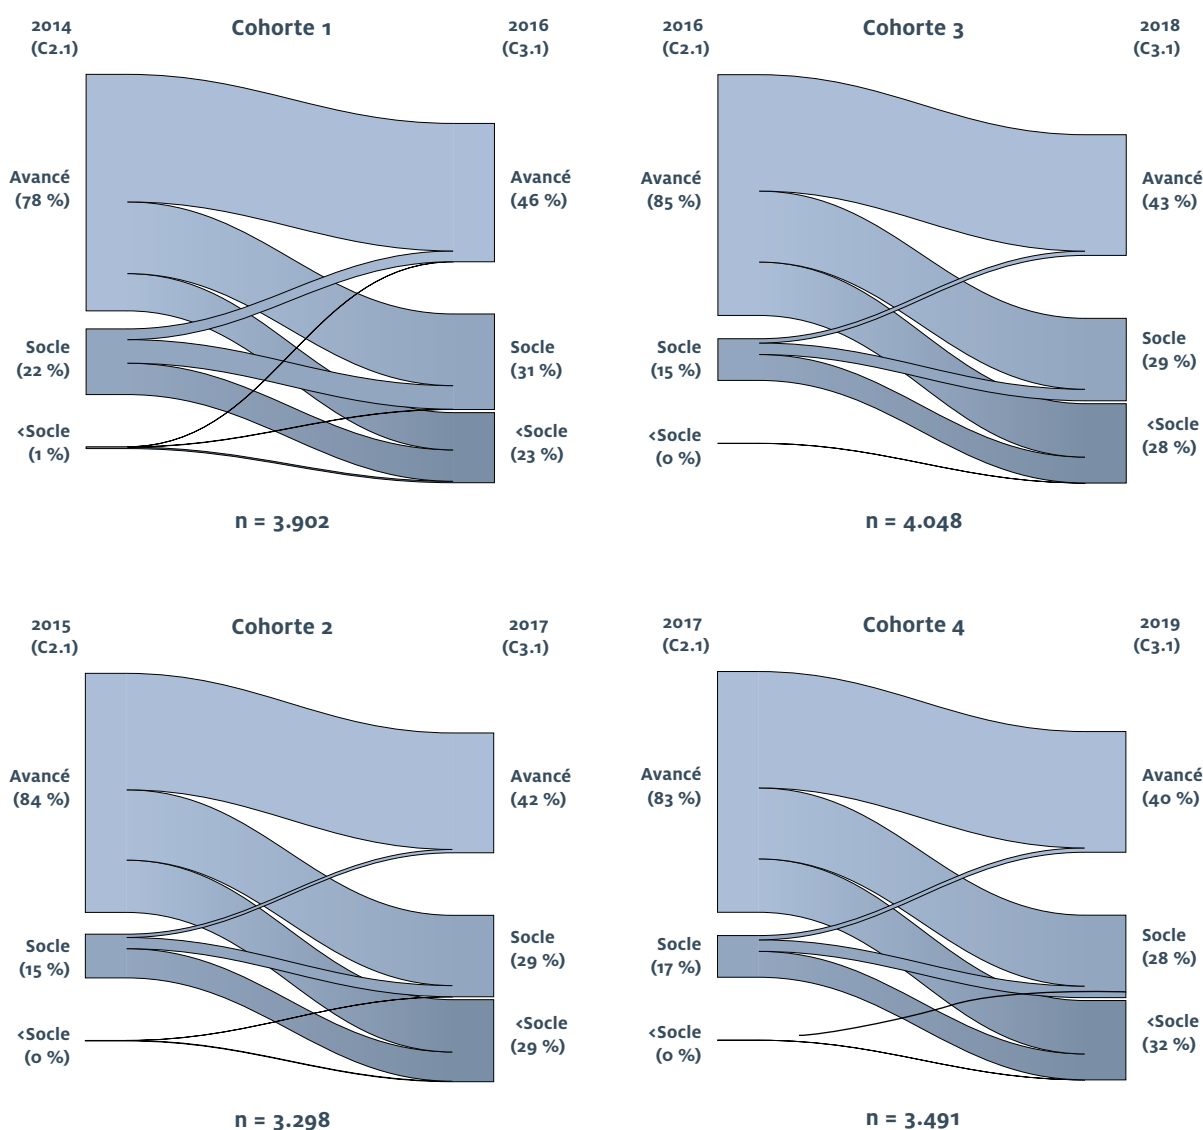 Cohorte 1
2014
(C2.1)
2016
(C3.1)
Avancé
(78 %)
Socle
(22 %)
<Socle
(1 %)
Avancé
(46 %)
Socle
(31 %)
<Socle
(23 %)
n = 3.902
Cohorte 3
2016
(C2.1)
2018
(C3.1)
Avancé
(85 %)
Socle
(15 %)
<Socle
(0 %)
Avancé
(43 %)
Socle
(29 %)
<Socle
(28 %)
n = 4.048
Cohorte 2
2015
(C2.1)
2017
(C3.1)
Avancé
(84 %)
Socle
(15 %)
<Socle
(0 %)
Avancé
(42 %)
Socle
(29 %)
<Socle
(29 %)
n = 3.298
Cohorte 4
2017
(C2.1)
2019
(C3.1)
Avancé
(83 %)
Socle
(17 %)
<Socle
(0 %)
Avancé
(40 %)
Socle
(28 %)
<Socle
(32 %)
n = 3.491